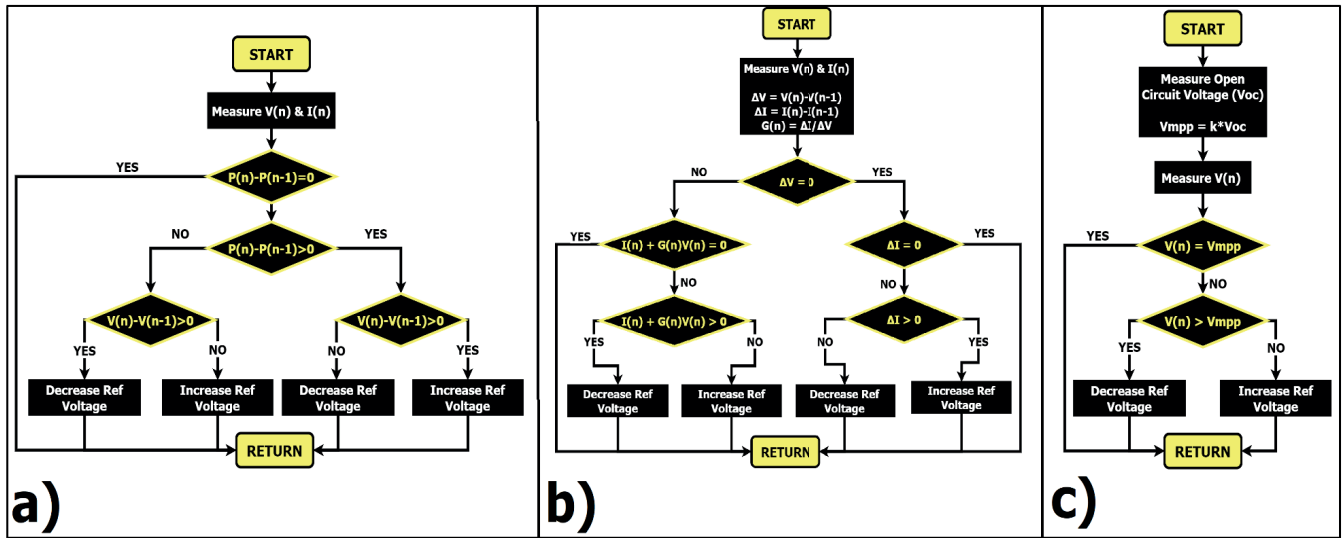 START
Measure V(n) & I(n)
P(n)-P(n-1)=0
YES
P(n)-P(n-1)>0
NO
YES
V(n)-V(n-1)>0
V(n)-V(n-1)>0
YES
NO
NO
YES
Decrease Ref
Voltage
Increase Ref
Voltage
Decrease Ref
Voltage
Increase Ref
Voltage
RETURN
a)
START
Measure V(n) & I(n)
ΔV = V(n)-V(n-1)
ΔI = I(n)-I(n-1)
G(n) = ΔI/ΔV
NO
YES
ΔV = 0
YES
I(n) + G(n)V(n) = 0
ΔI = 0
YES
NO
NO
I(n) + G(n)V(n) > 0
ΔI > 0
YES
NO
NO
YES
Decrease Ref
Voltage
Increase Ref
Voltage
Decrease Ref
Voltage
Increase Ref
Voltage
RETURN
b)
START
Measure Open
Circuit Voltage (Voc)
Vmpp = k*Voc
Measure V(n)
YES
V(n) = Vmpp
NO
V(n) > Vmpp
YES
NO
Decrease Ref
Voltage
Increase Ref
Voltage
RETURN
c)